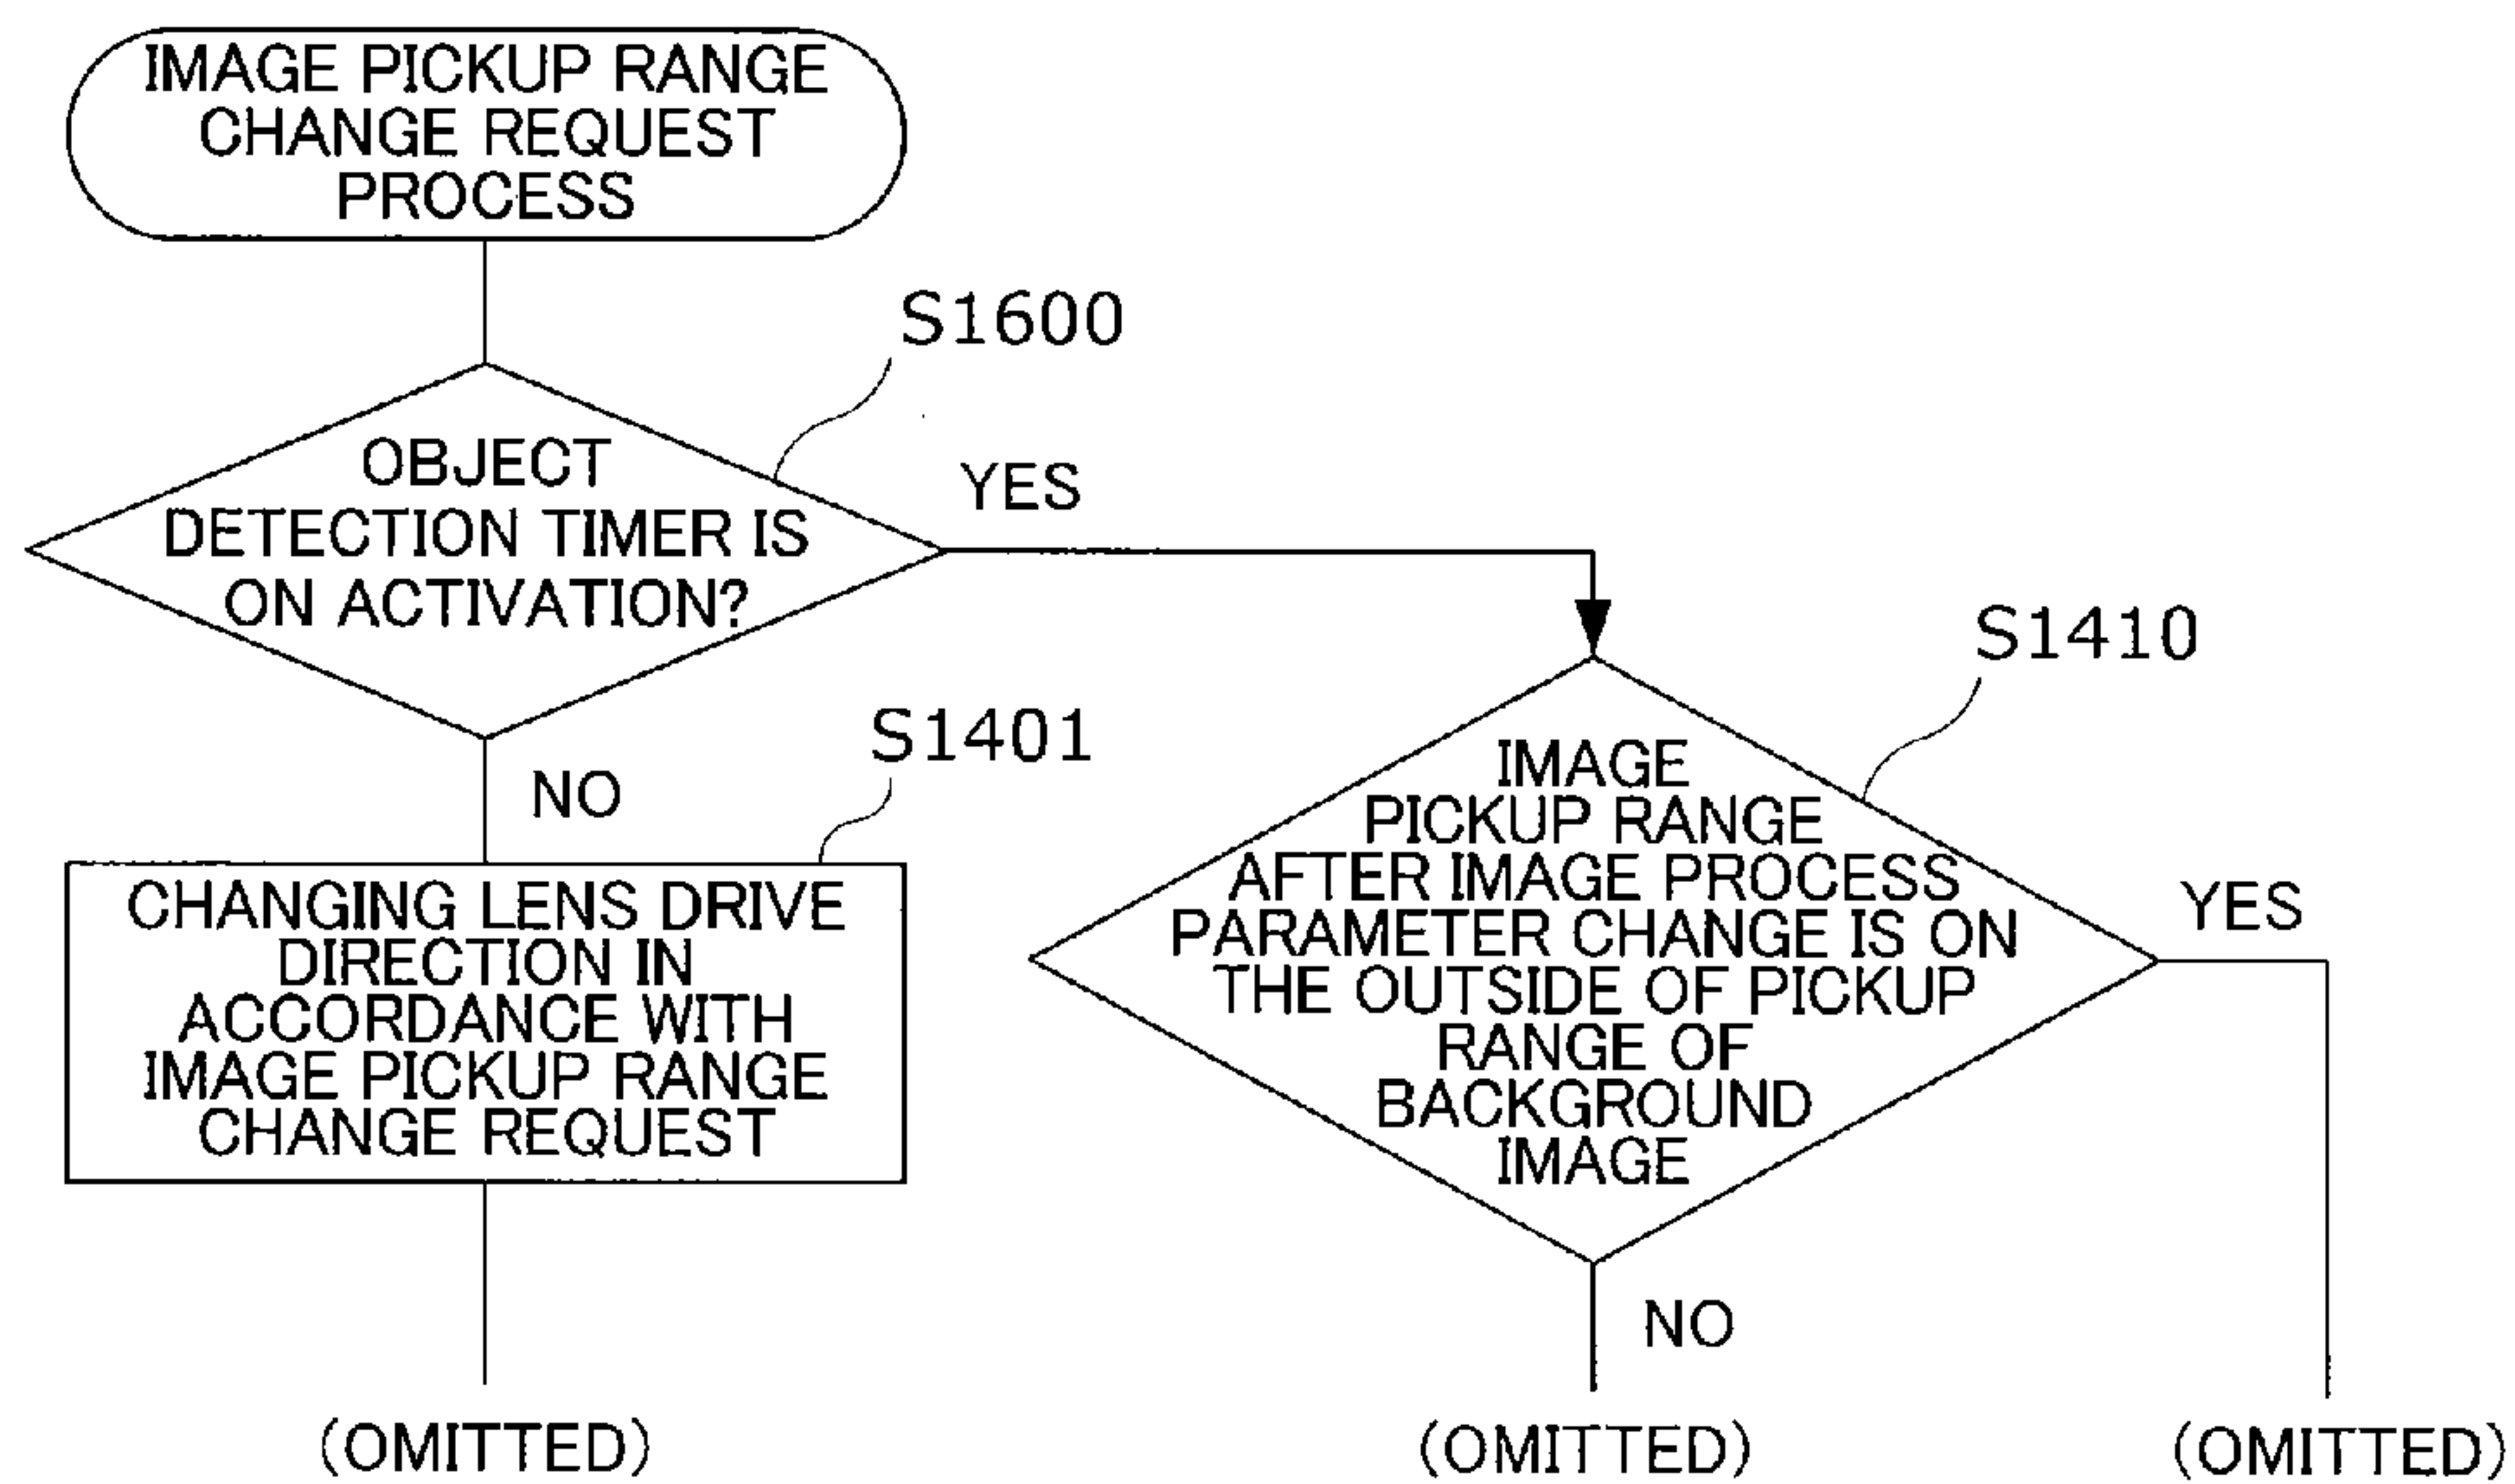 IMAGE PICKUP RANGE
CHANGE REQUEST
PROCESS
S1600
OBJECT
DETECTION TIMER IS
ON ACTIVATION?
YES
NO
S1401
CHANGING LENS DRIVE
DIRECTION IN
ACCORDANCE WITH
IMAGE PICKUP RANGE
CHANGE REQUEST
(OMITTED)
S1410
IMAGE
PICKUP RANGE
AFTER IMAGE PROCESS
PARAMETER CHANGE IS ON
THE OUTSIDE OF PICKUP
RANGE OF
BACKGROUND
IMAGE
YES
NO
(OMITTED)
(OMITTED)